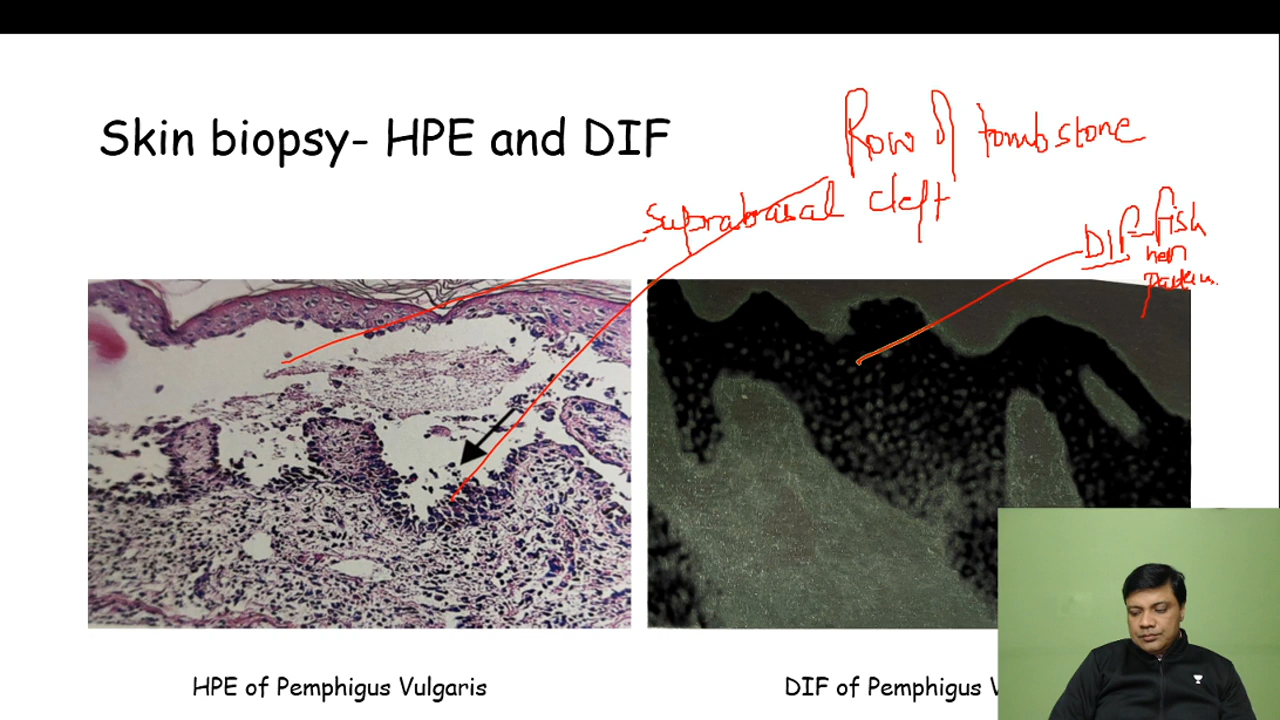 Skin biopsy- HPE and DIF
Row of tombstone
Suprabasal cleft
DIF-fish
net
HPE of Pemphigus Vulgaris
DIF of Pemphigus V